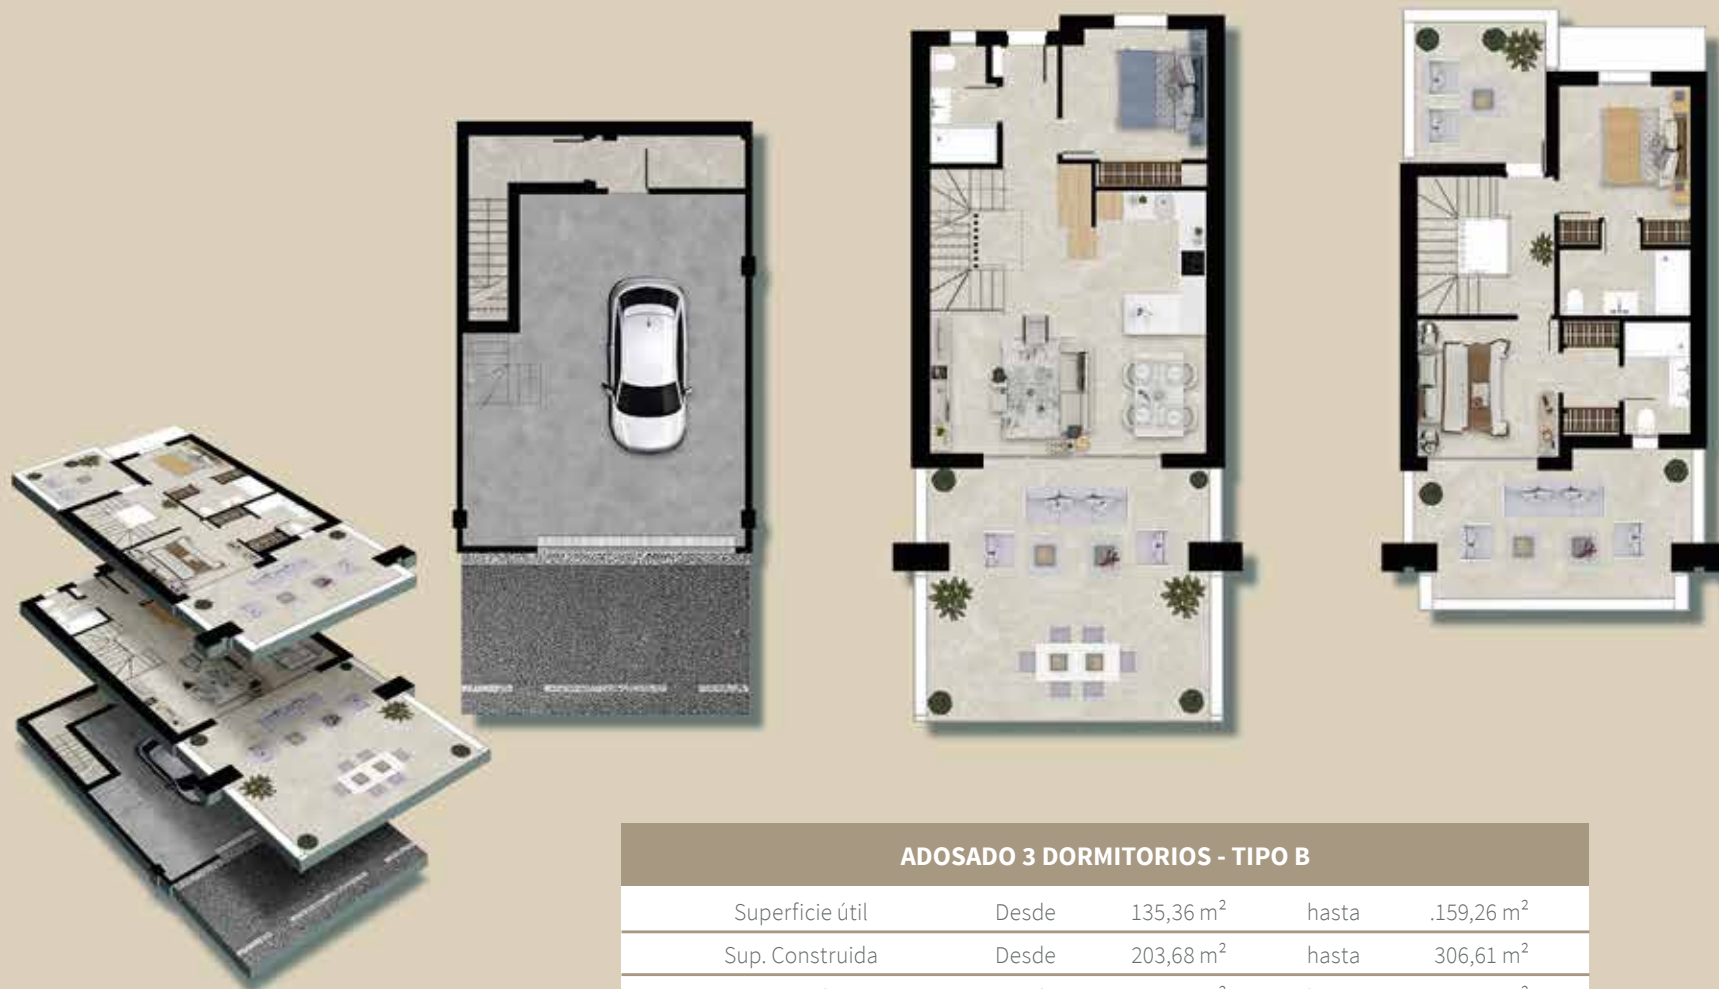 ADOSADO 3 DORMITORIOS - TIPO B
Superficie útil Desde 135,36 m² hasta .159,26 m²
Sup. Construida Desde 203,68 m² hasta 306,61 m²